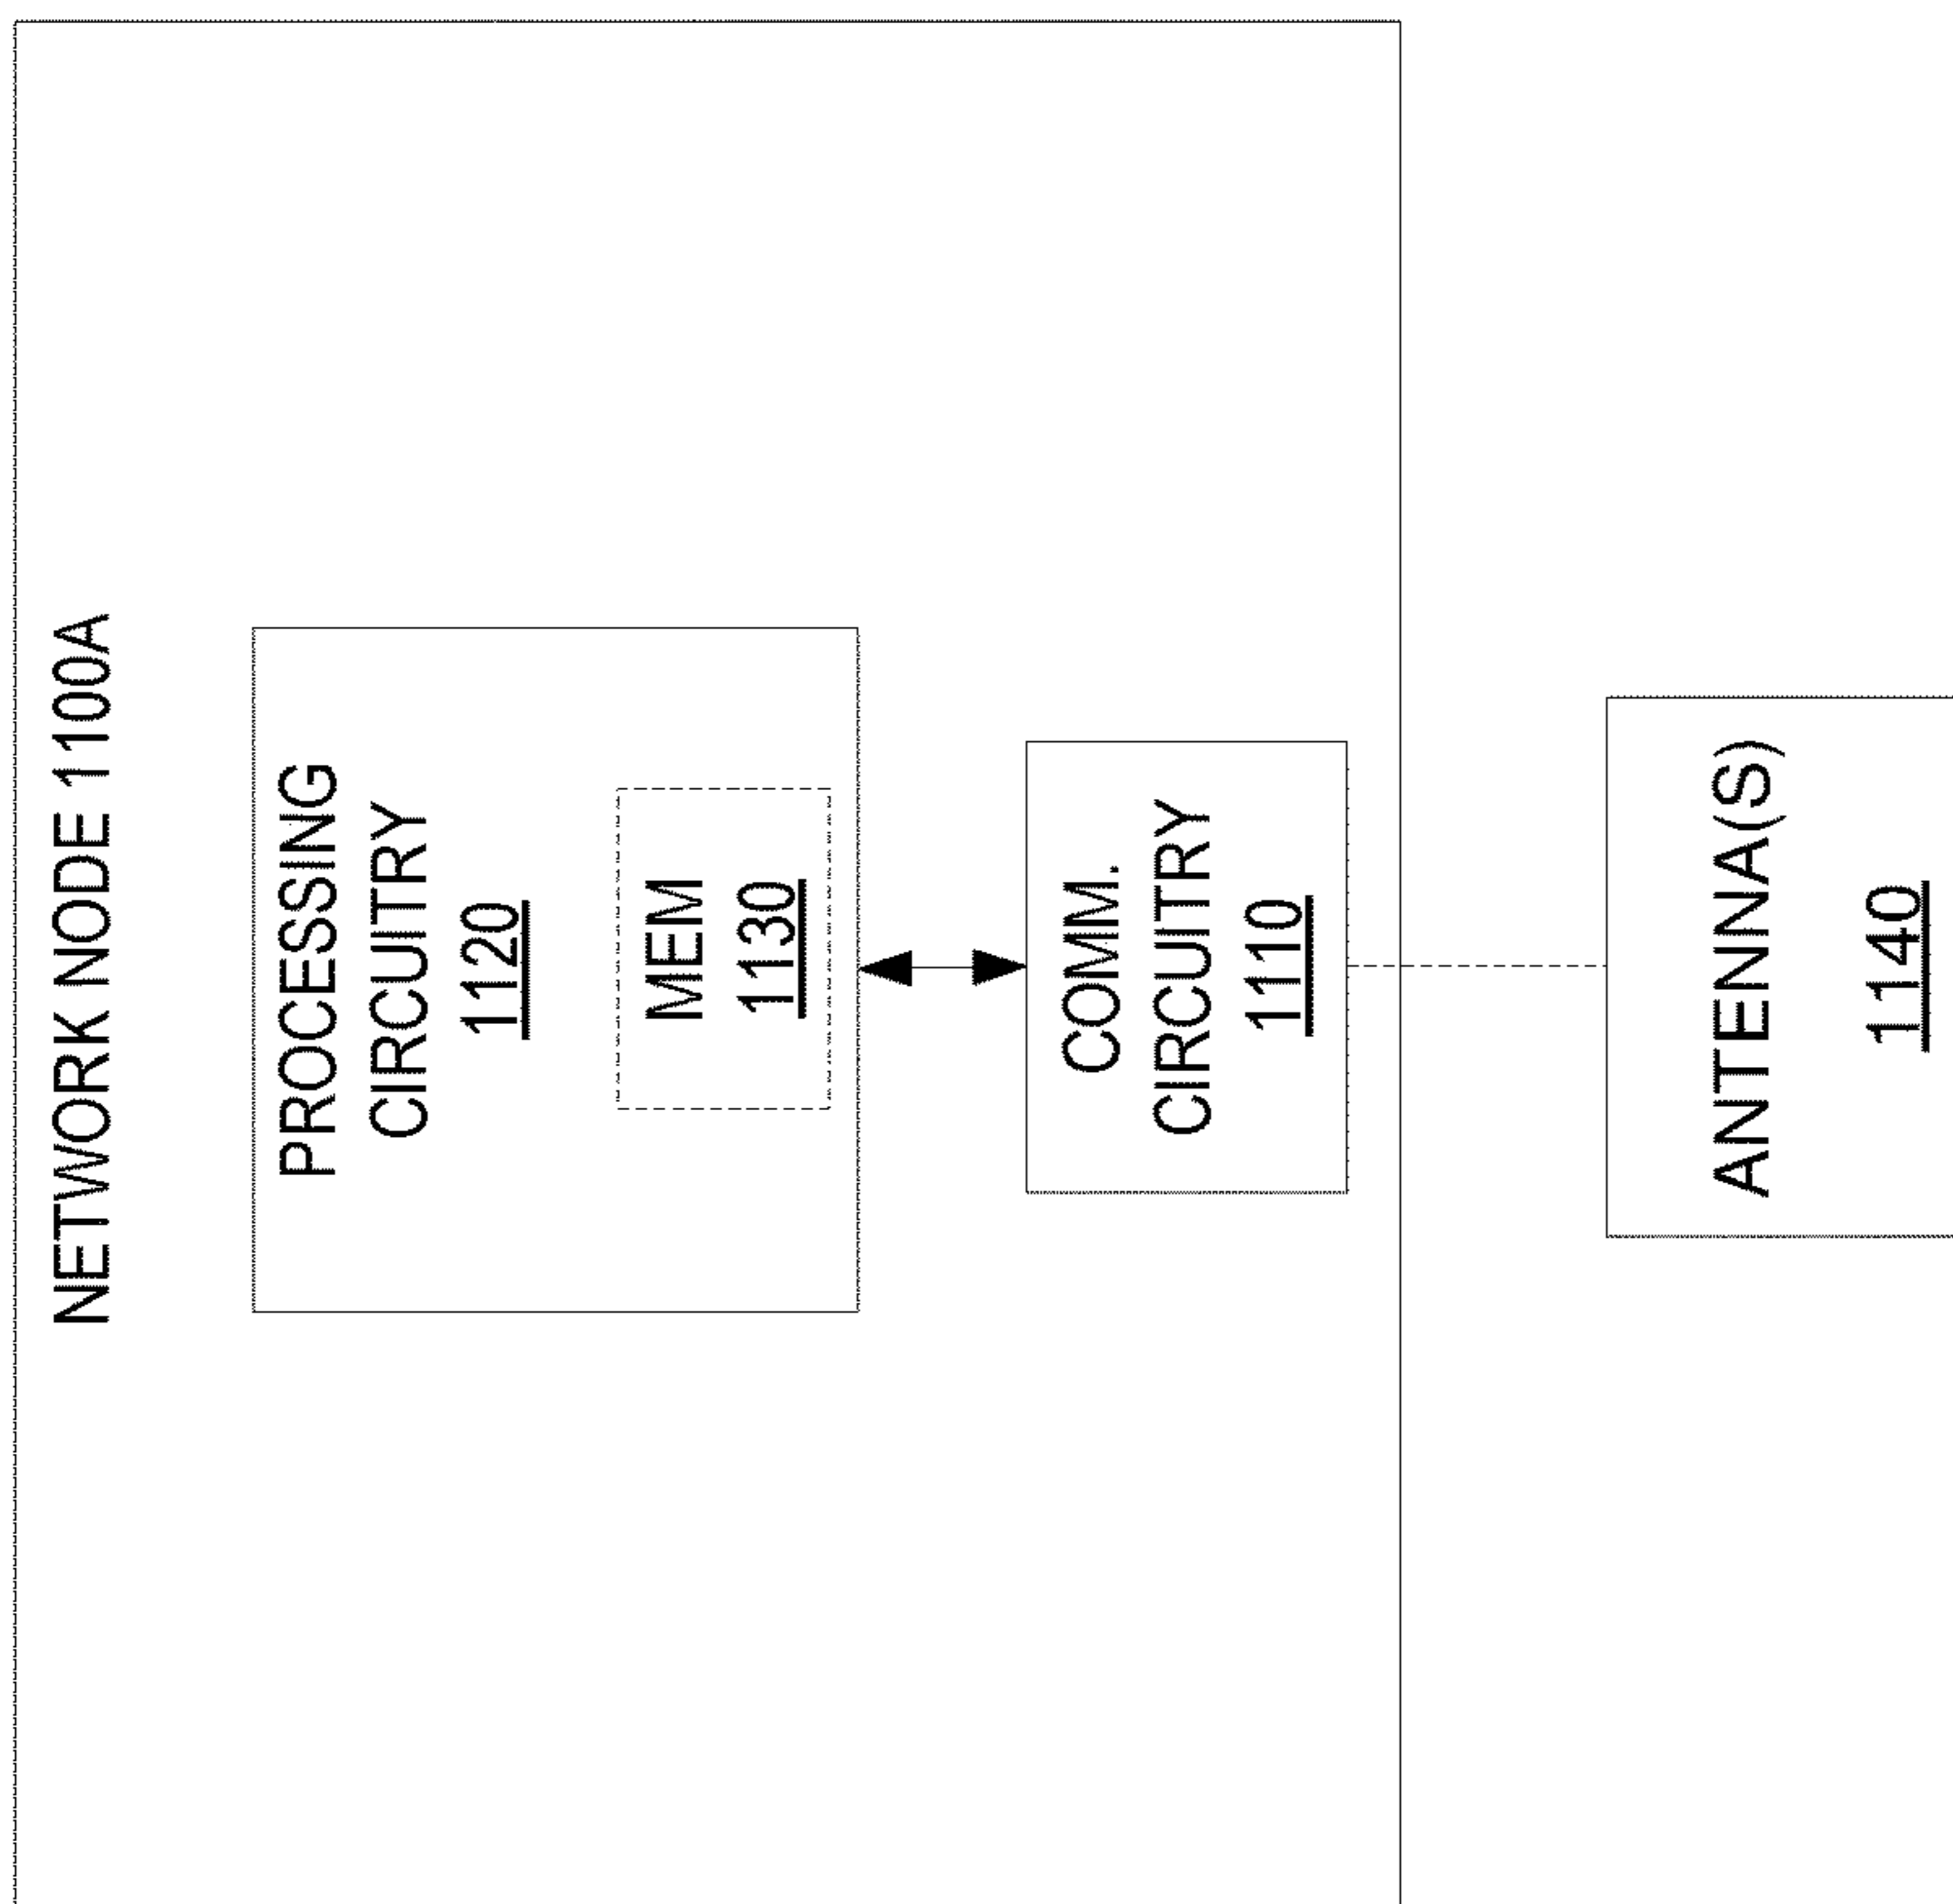 NETWORK NODE 1100A
PROCESSING
CIRCUITRY
1120
MEM
1130
COMM.
CIRCUITRY
1110
ANTENNA(S)
1140